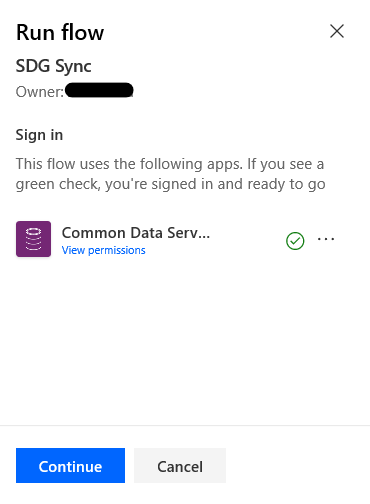 Run flow
SDG Sync
Owner:
Sign in
This flow uses the following apps. If you see a
green check, you're signed in and ready to go
Common Data Serv...
View permissions
Continue
Cancel